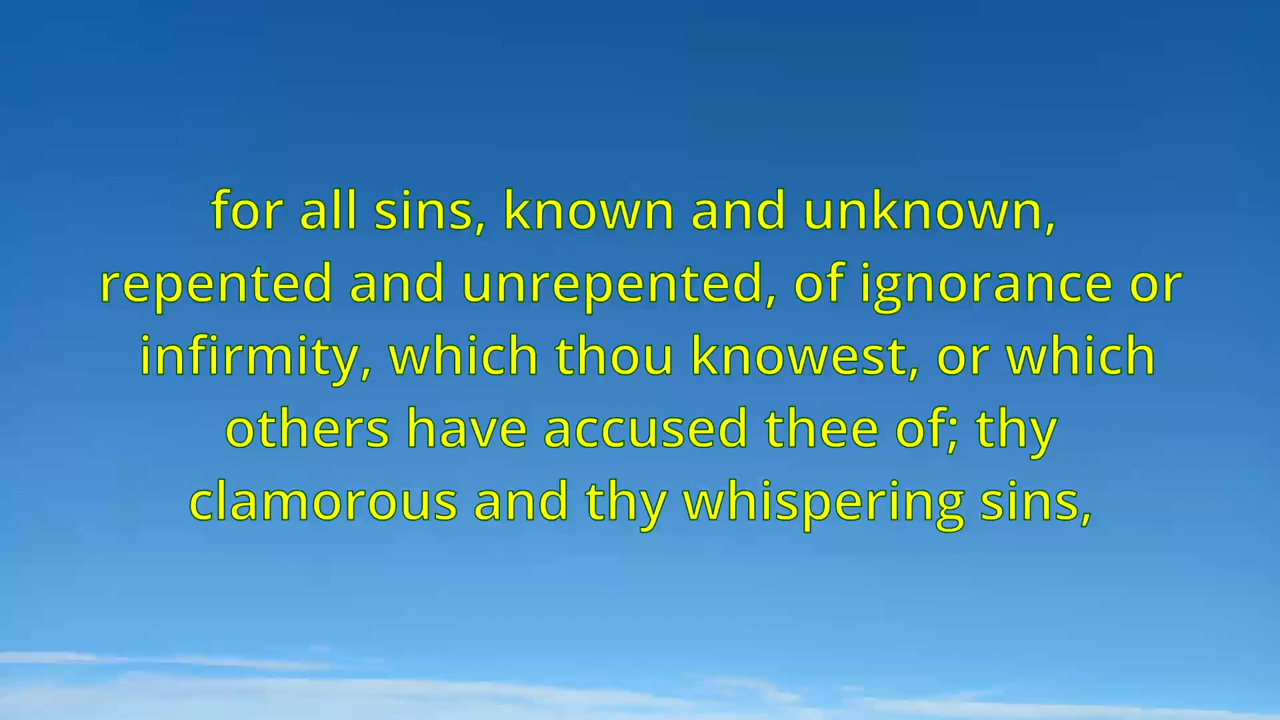 for all sins, known and unknown,
repented and unrepented, of ignorance or
infirmity, which thou knowest, or which
others have accused thee of; thy
clamorous and thy whispering sins,